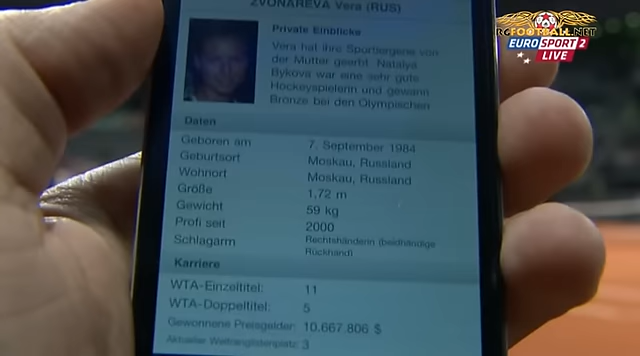 ZVONAREVA Vera (RUS)
Private Einblicke
Vera hat ihre Sportlergene von
der Mutter geerbt. Natalya
Bykova war eine sehr gute
Hockeyspielerin und gewann
Bronze bei den Olympischen
Daten
Geboren am 7. September 1984
Geburtsort Moskau, Russland
Wohnort Moskau, Russland
Größe 1,72 m
Gewicht 59 kg
Profi seit 2000
Schlagarm Rechtshänderin (beidhändige
Rückhand)
Karriere
WTA-Einzeltitel: 11
WTA-Doppeltitel: 5
Gewonnene Preisgelder: 10.667.806 $
Aktueller Weltranglistenplatz: 3
FOOTBALL.NET
EUROSPORT 2
LIVE